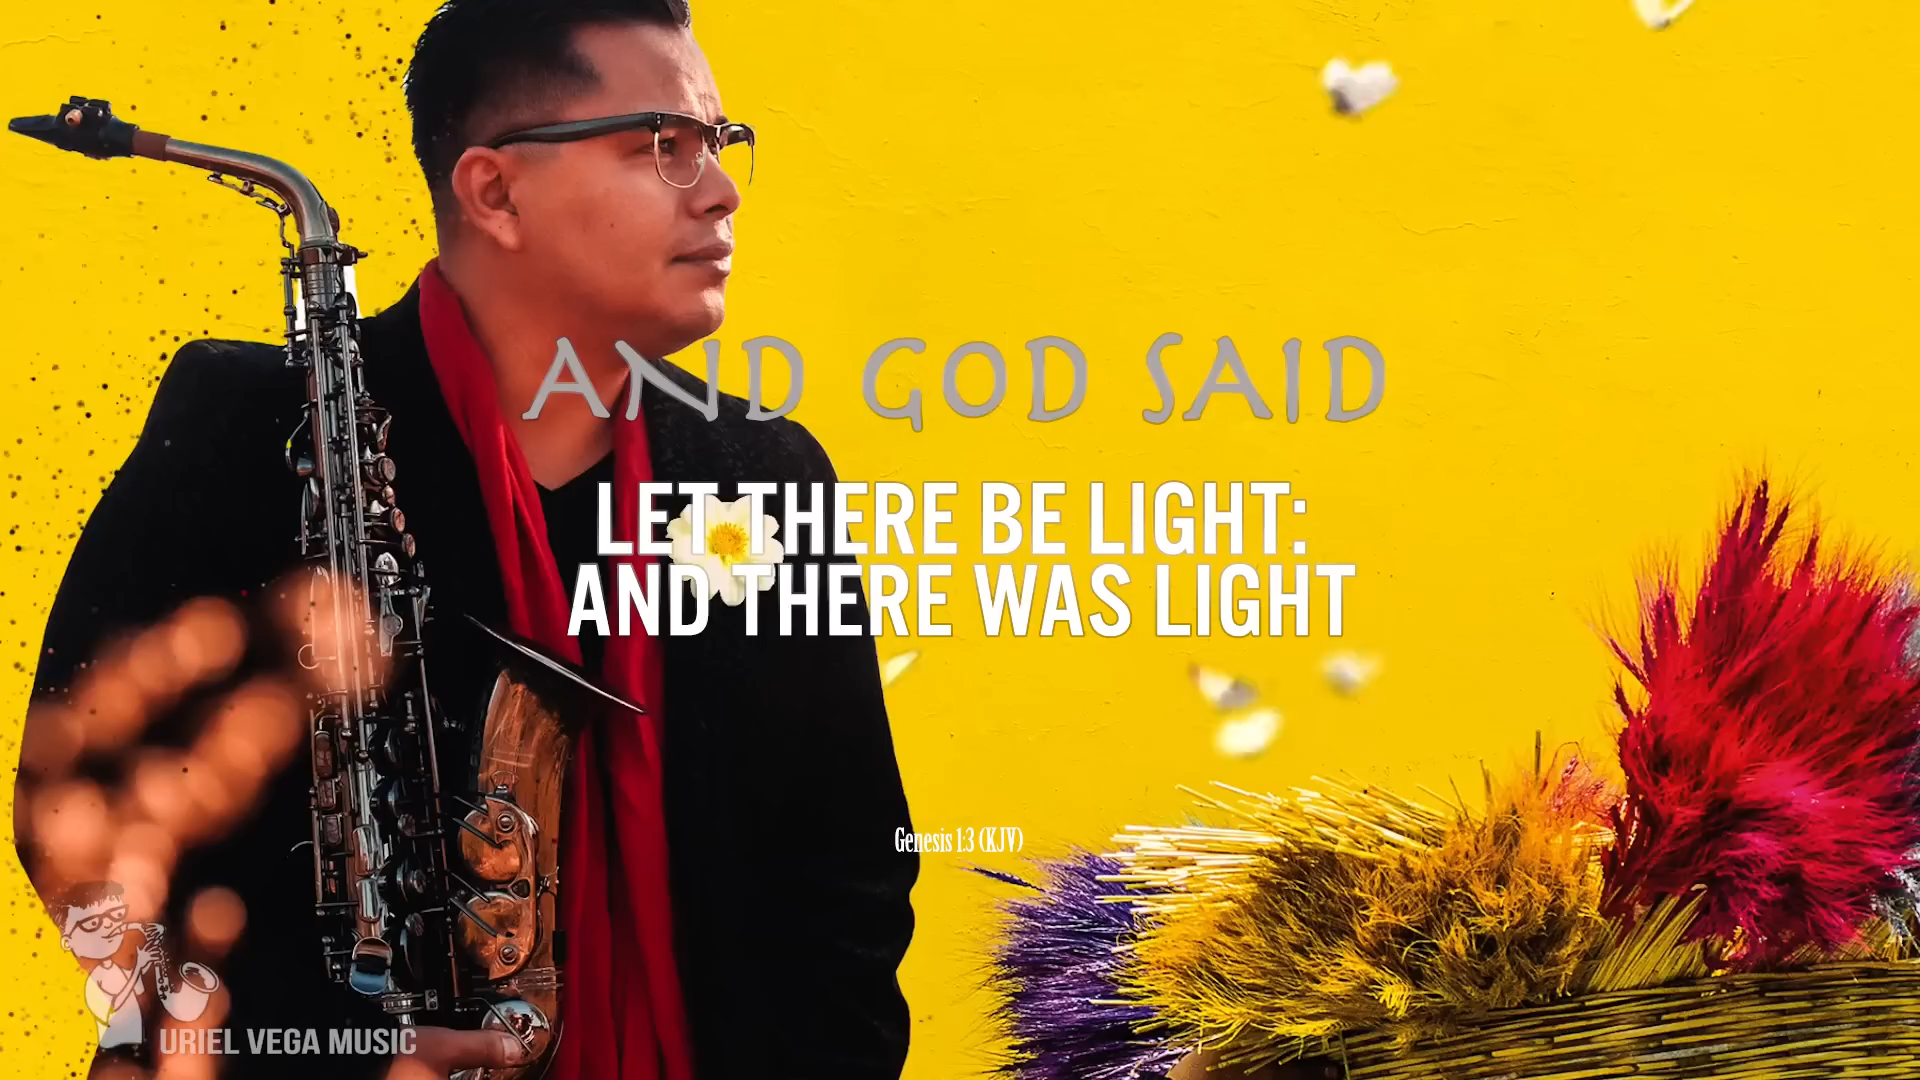 AND GOD SAID
LET THERE BE LIGHT:
AND THERE WAS LIGHT
Genesis 1:3 (KJV)
URIEL VEGA MUSIC